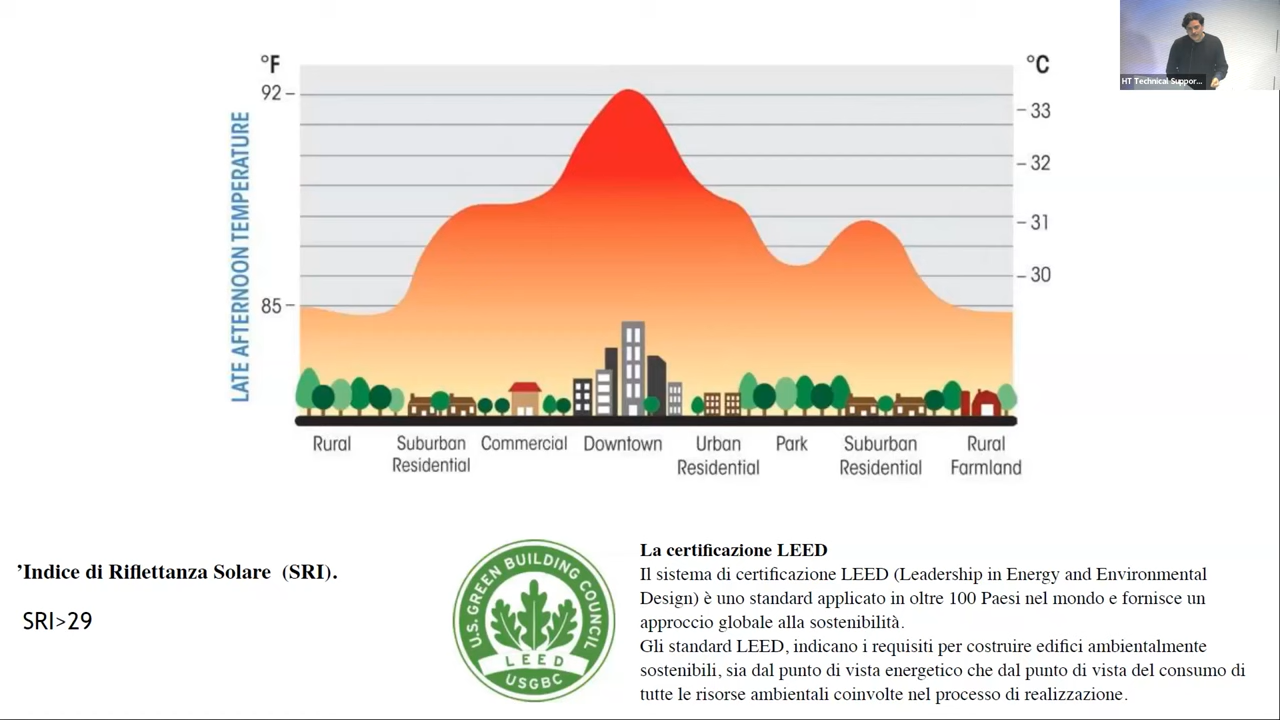 HT Technical Suppor...
°F
°C
92
33
32
31
30
85
LATE AFTERNOON TEMPERATURE
Rural
Suburban
Residential
Commercial
Downtown
Urban
Residential
Park
Suburban
Residential
Rural
Farmland
’Indice di Riflettanza Solare (SRI).
SRI>29
U.S. GREEN BUILDING COUNCIL
LEED
USGBC
La certificazione LEED
Il sistema di certificazione LEED (Leadership in Energy and Environmental
Design) è uno standard applicato in oltre 100 Paesi nel mondo e fornisce un
approccio globale alla sostenibilità.
Gli standard LEED, indicano i requisiti per costruire edifici ambientalmente
sostenibili, sia dal punto di vista energetico che dal punto di vista del consumo di
tutte le risorse ambientali coinvolte nel processo di realizzazione.